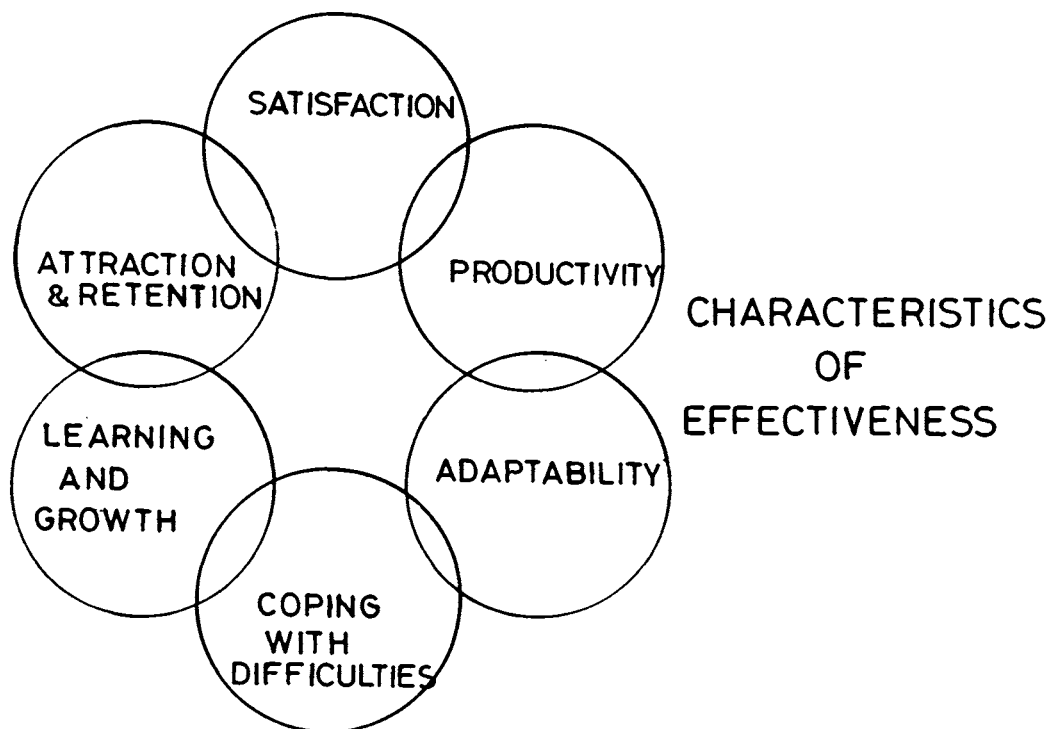 SATISFACTION
PRODUCTIVITY
ADAPTABILITY
COPING
WITH
DIFFICULTIES
LEARNING
AND
GROWTH
ATTRACTION
& RETENTION
CHARACTERISTICS
OF
EFFECTIVENESS